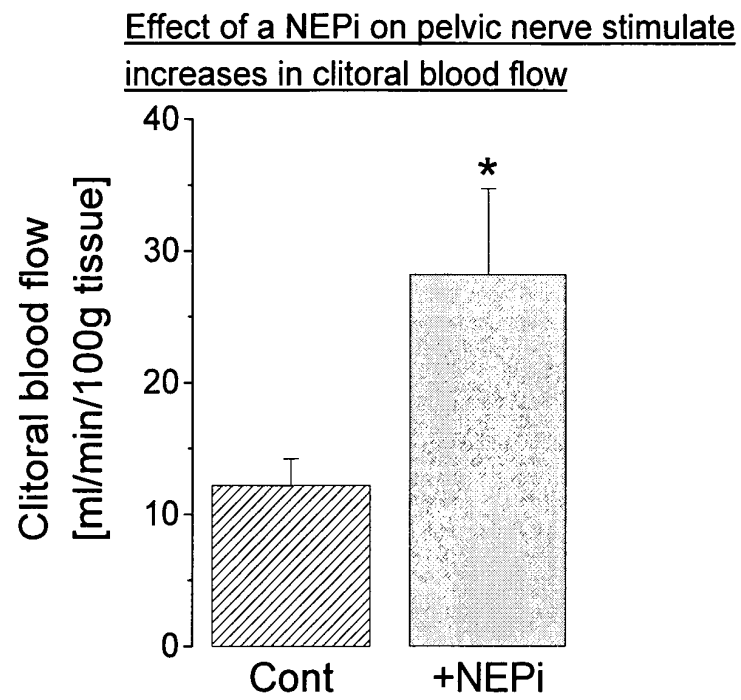 Effect of a NEPi on pelvic nerve stimulate
increases in clitoral blood flow
Clitoral blood flow
[ml/min/100g tissue]
40
30
20
10
0
*
Cont
+NEPi